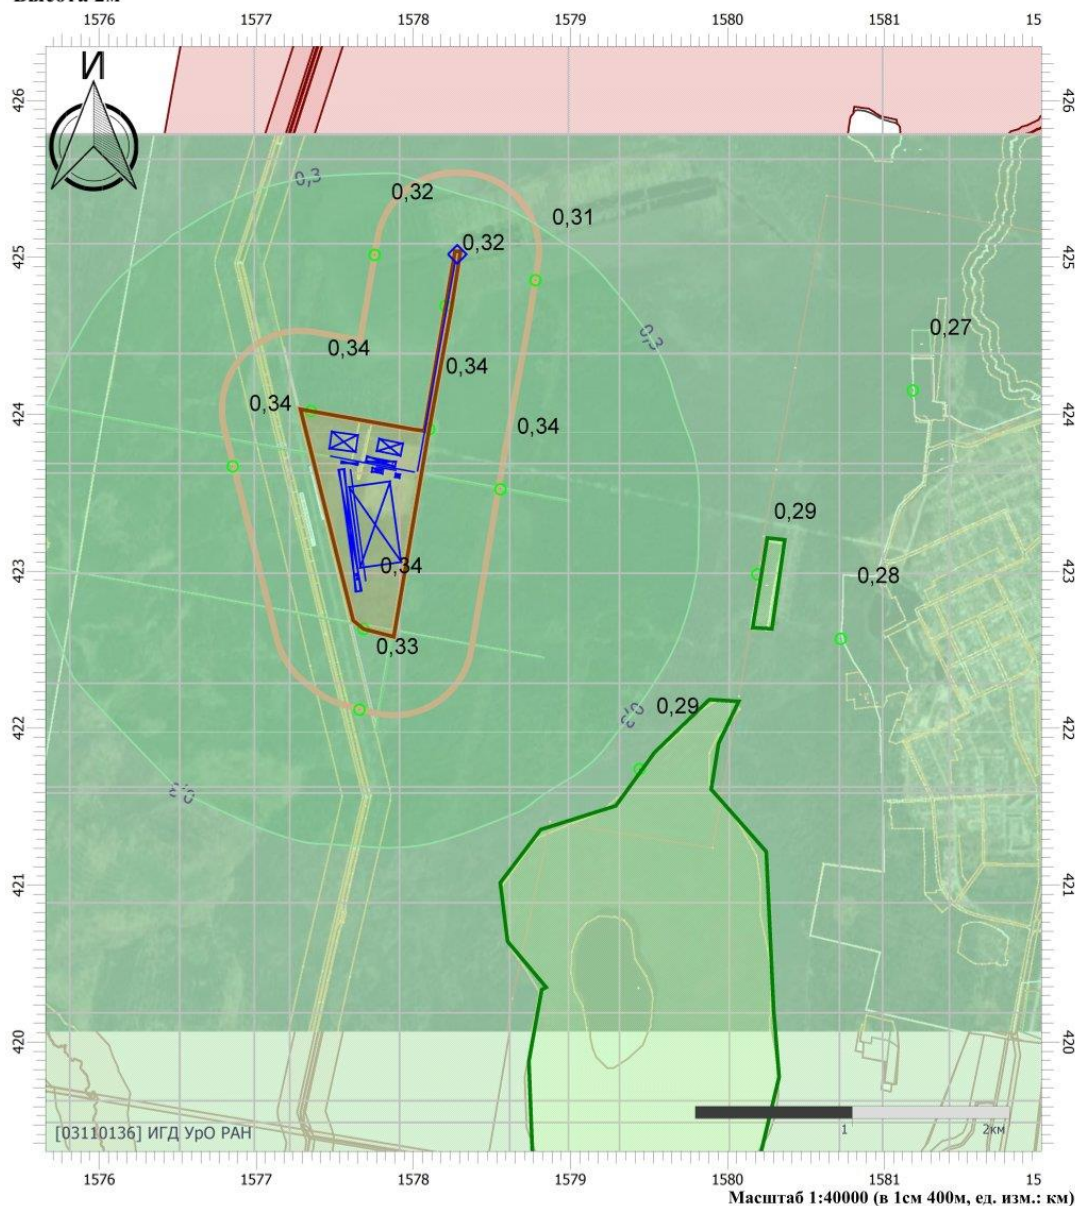 Высота 2м
1576 1577 1578 1579 1580 1581 15
И
426 426
0,3
0,32
0,31
0,32
425 425
0,27
0,3
0,34
0,34
0,34
424 0,34 424
0,29
423 0,34 0,28 423
0,33
0,29
422 0,3 422
0,3
421 421
420 420
[03110136] ИГД УрО РАН
1 2км
1576 1577 1578 1579 1580 1581 15
Масштаб 1:40000 (в 1см 400м, ед. изм.: км)